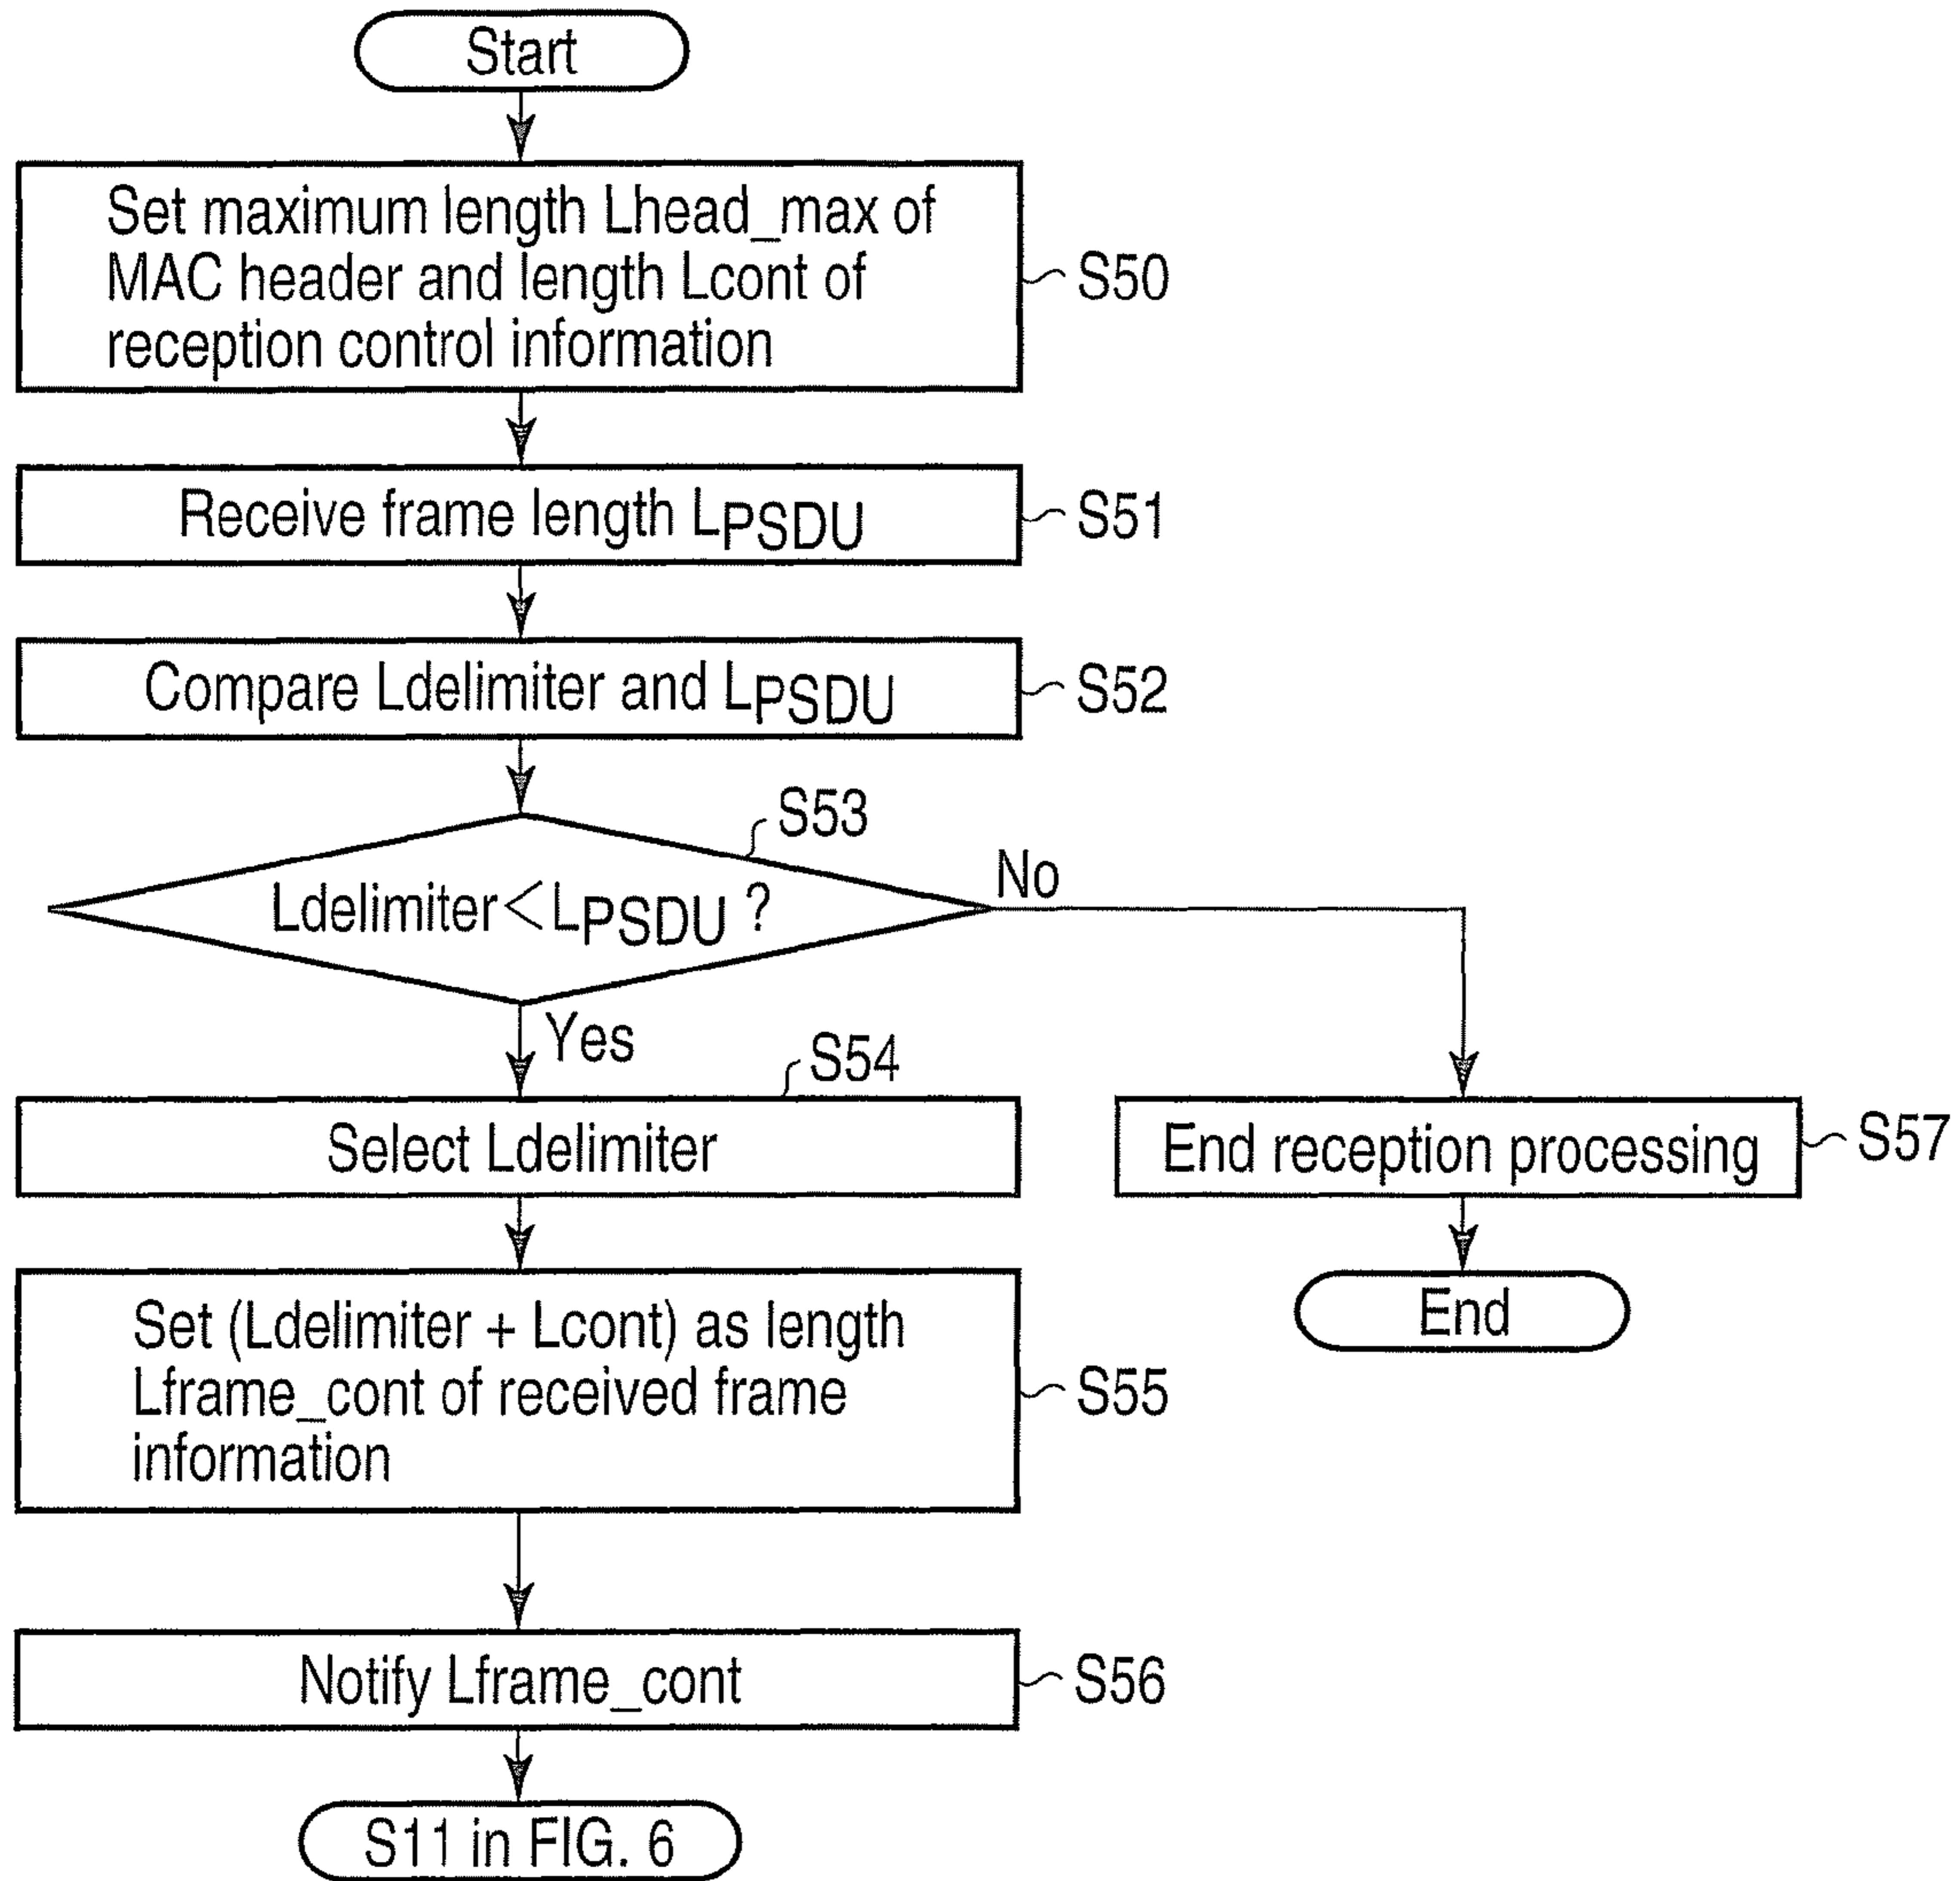 Start
Set maximum length Lhead_max of
MAC header and length Lcont of
reception control information
S50
Receive frame length LPSDU
S51
Compare Ldelimiter and LPSDU
S52
S53
Ldelimiter<LPSDU ?
No
Yes
S54
Select Ldelimiter
End reception processing
S57
Set (Ldelimiter + Lcont) as length
Lframe_cont of received frame
information
S55
End
Notify Lframe_cont
S56
S11 in FIG. 6